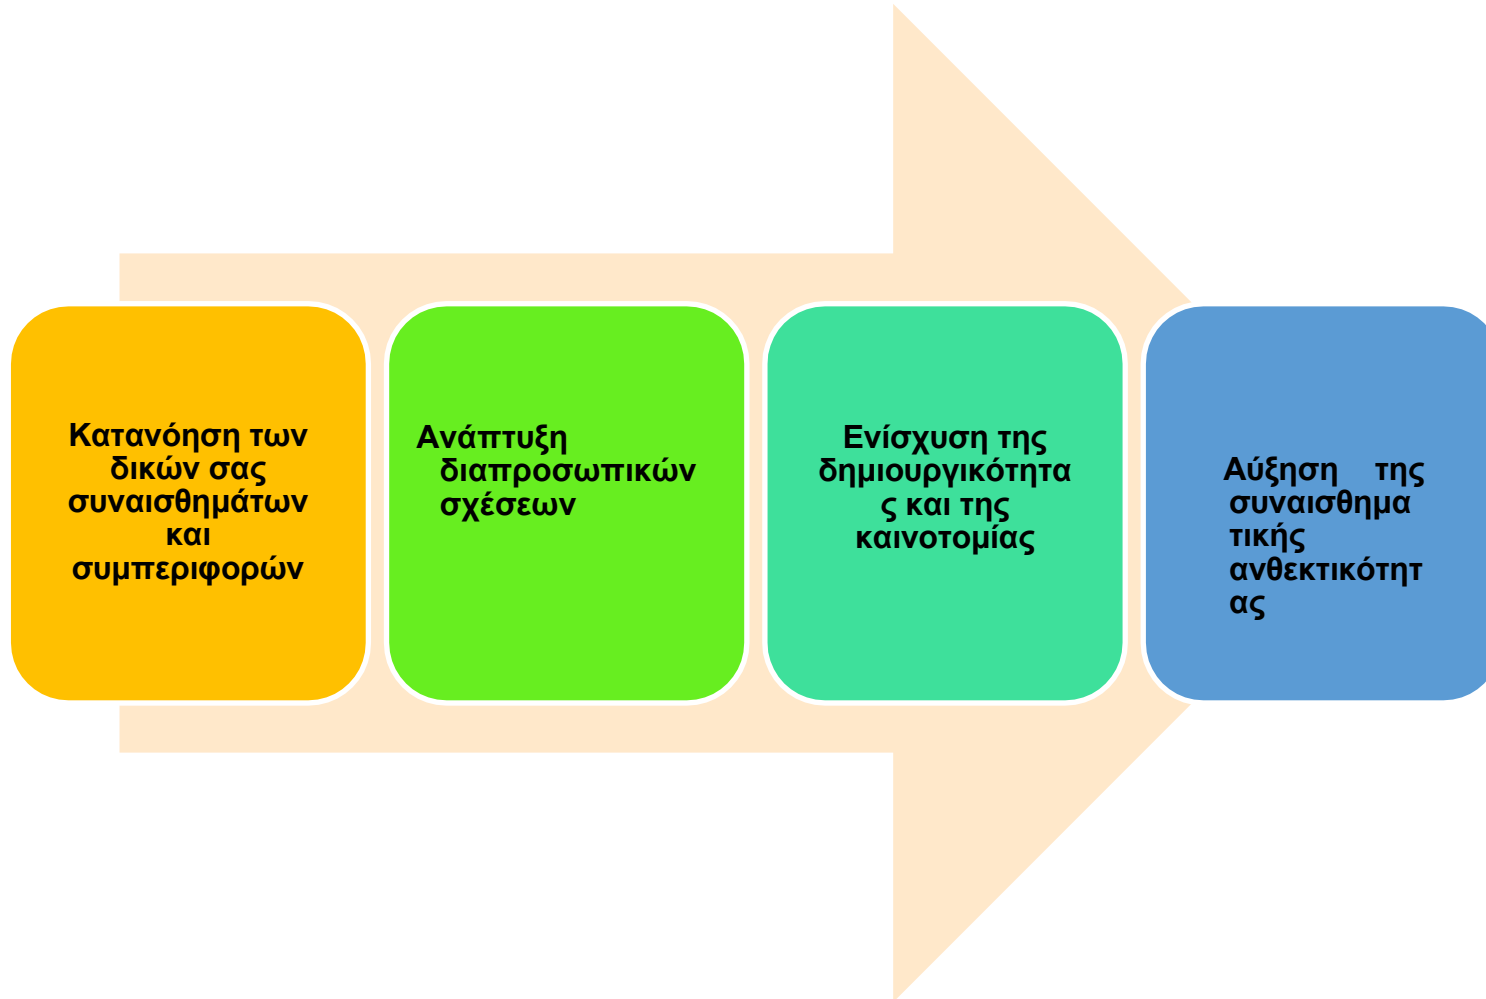 Κατανόηση των
δικών σας
συναισθημάτων
και
συμπεριφορών
Ανάπτυξη
διαπροσωπικών
σχέσεων
Ενίσχυση της
δημιουργικότητα
ς και της
καινοτομίας
Αύξηση της
συναισθημα
τικής
ανθεκτικότητ
ας